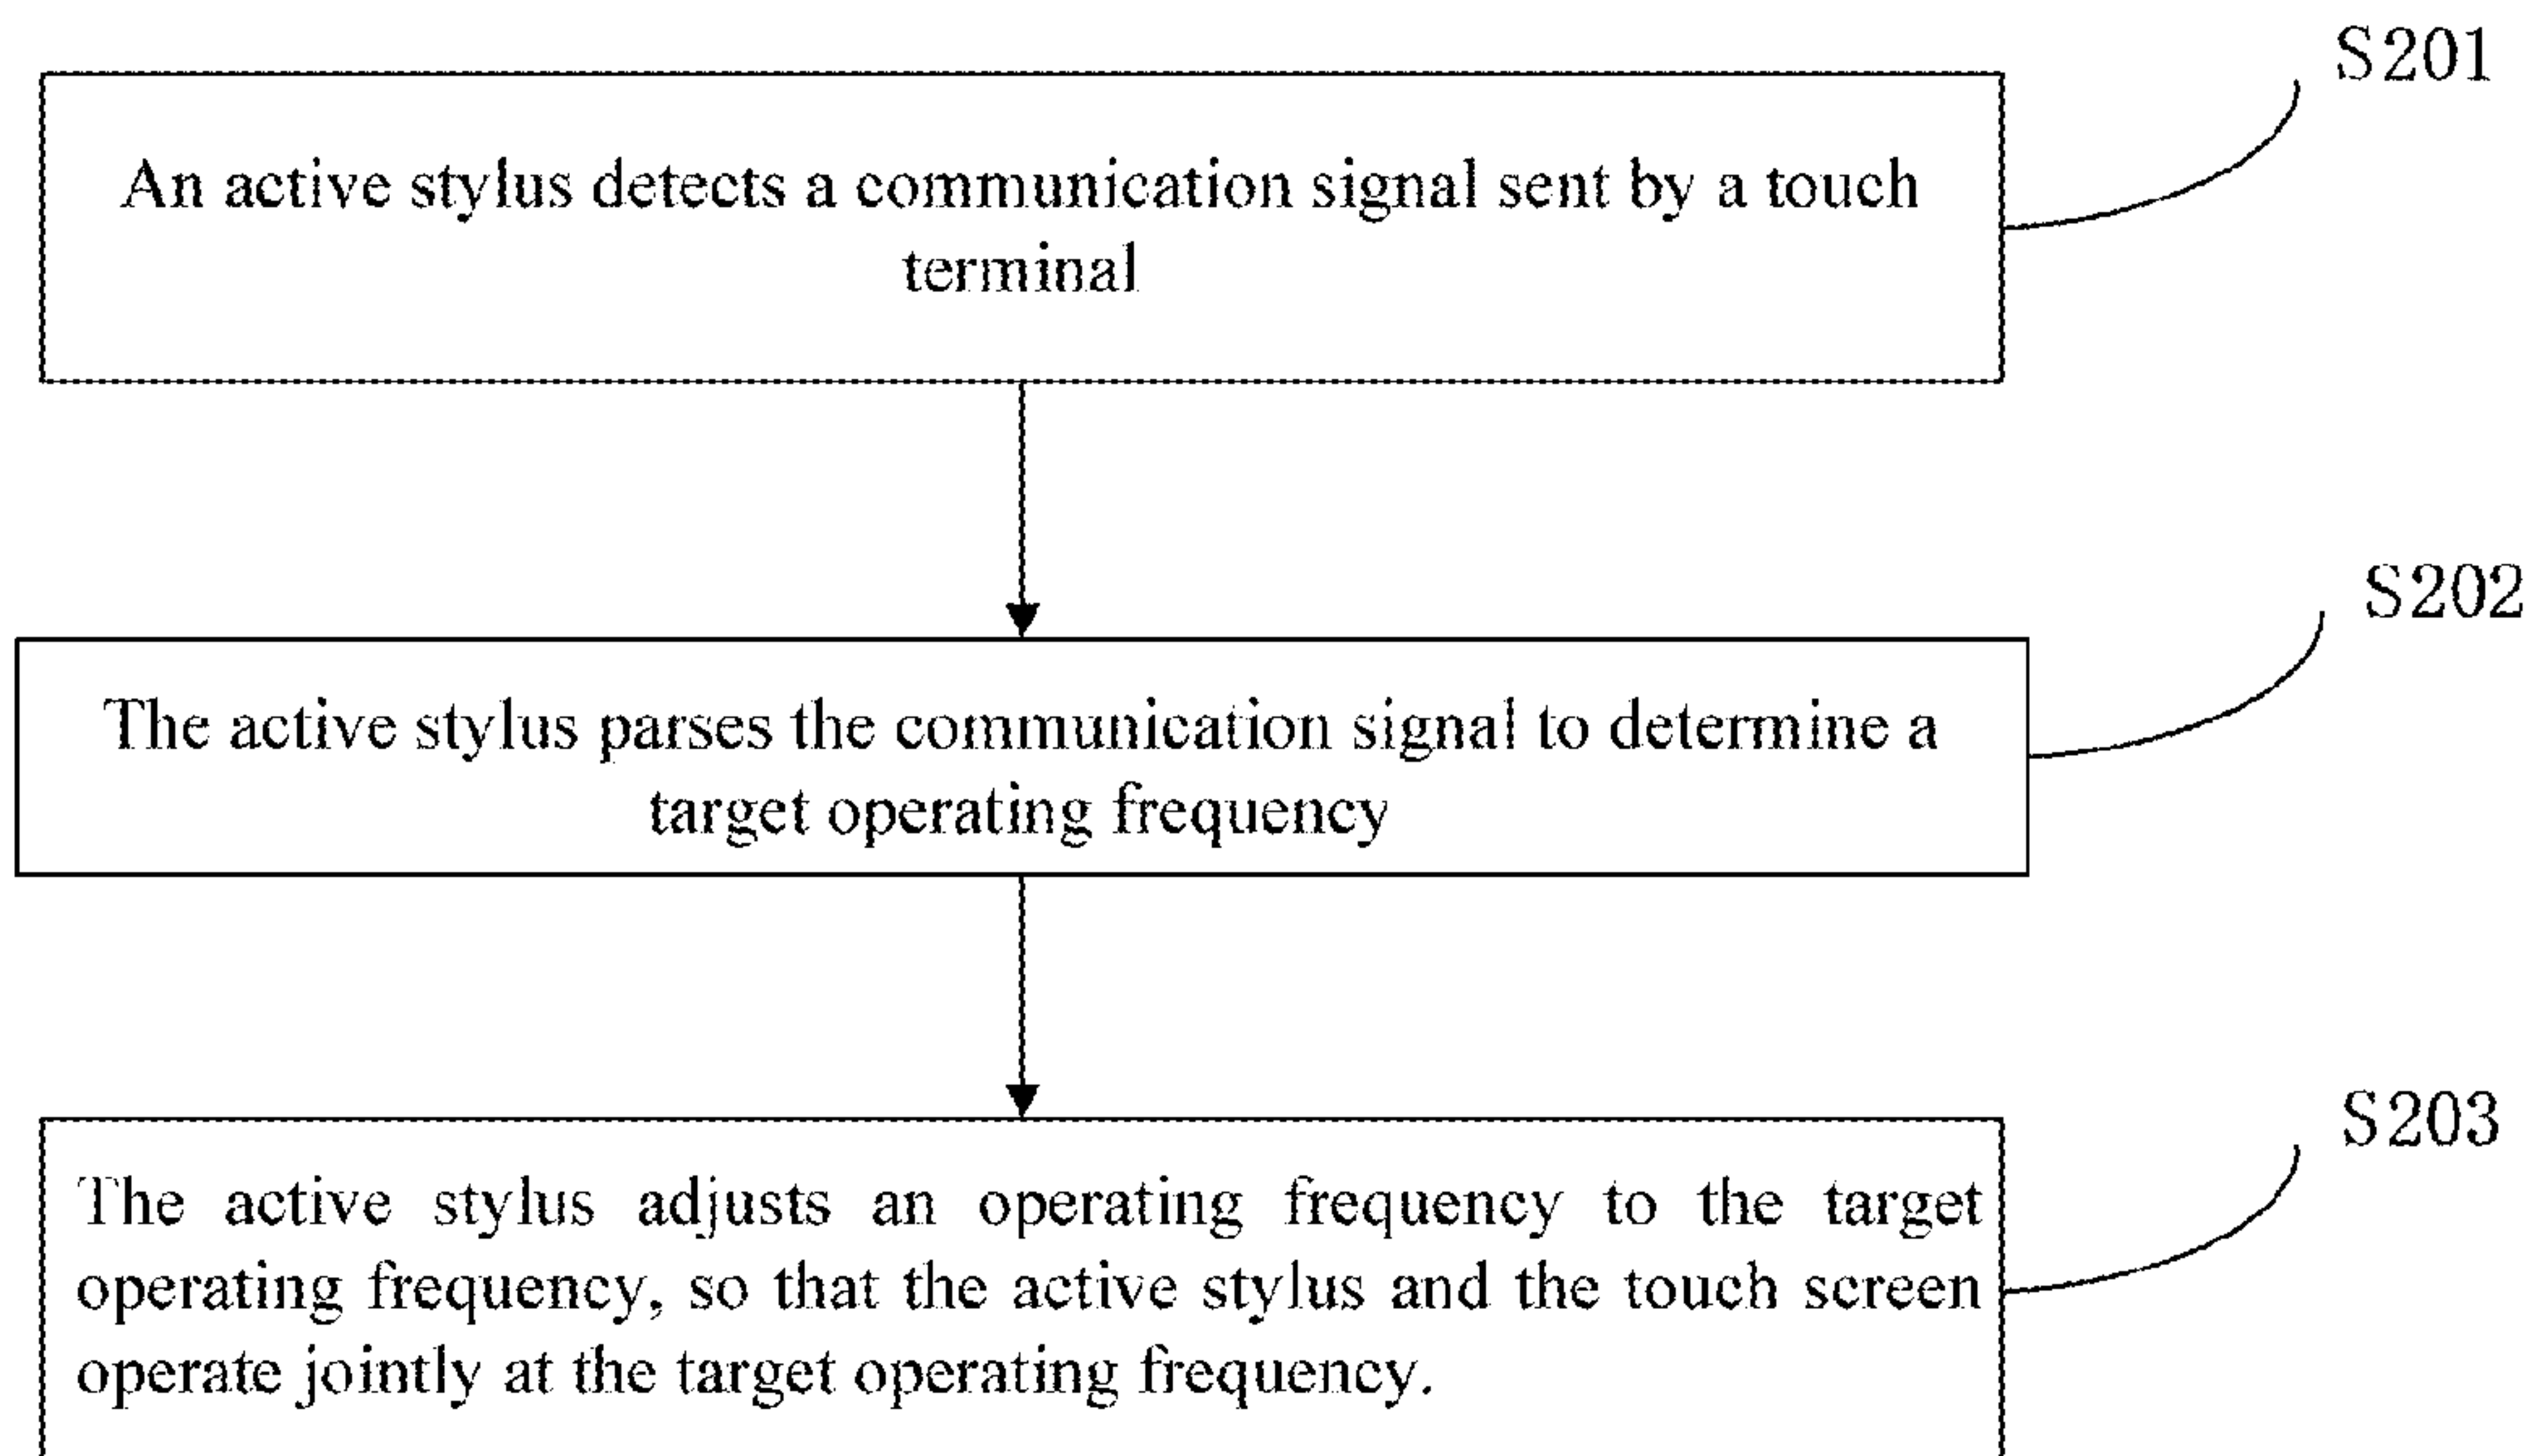 S201
An active stylus detects a communication signal sent by a touch
terminal
S202
The active stylus parses the communication signal to determine a
target operating frequency
S203
The active stylus adjusts an operating frequency to the target
operating frequency, so that the active stylus and the touch screen
operate jointly at the target operating frequency.